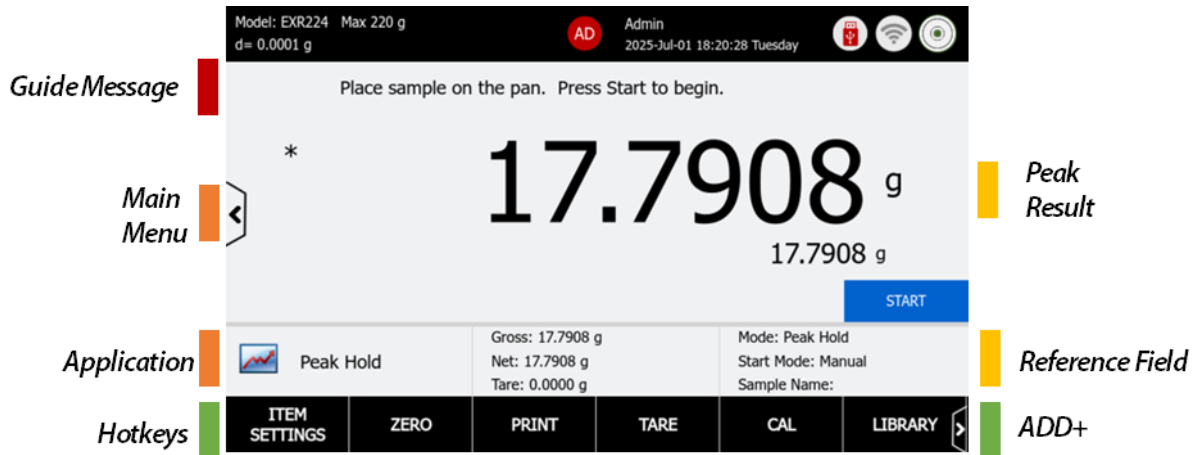 Model: EXR224 Max 220 g
d= 0.0001 g
AD
Admin
2025-Jul-01 18:20:28 Tuesday
Guide Message
Place sample on the pan. Press Start to begin.
*
17.7908 g
Peak
Result
Main
Menu
17.7908 g
START
Application
Peak Hold
Gross: 17.7908 g
Net: 17.7908 g
Tare: 0.0000 g
Mode: Peak Hold
Start Mode: Manual
Sample Name:
Reference Field
Hotkeys
ITEM
SETTINGS
ZERO
PRINT
TARE
CAL
LIBRARY
ADD+